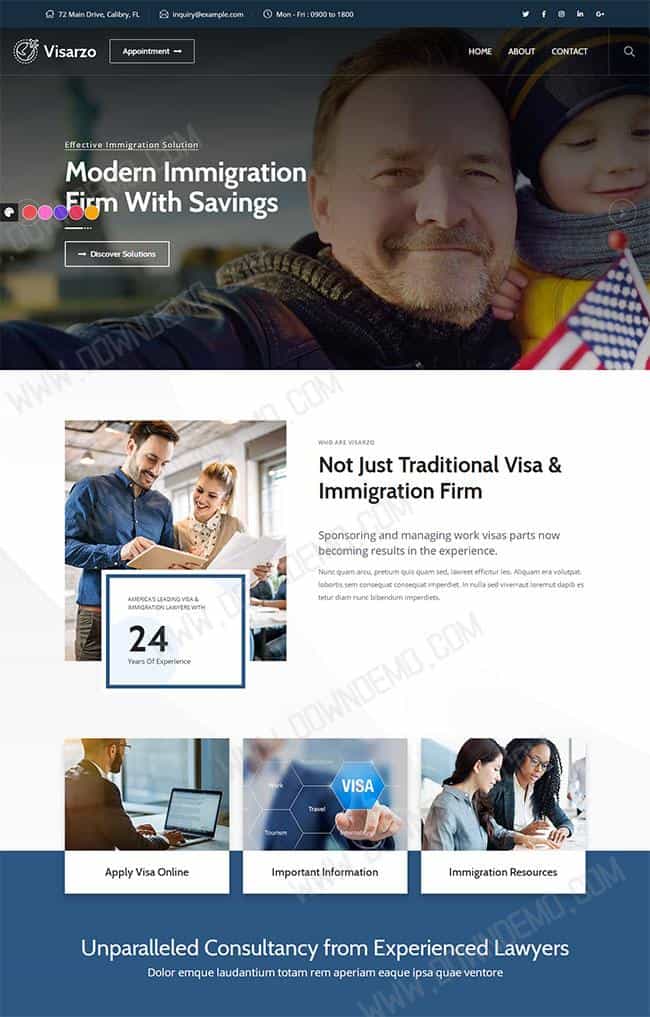 72 Main Drive, Calibry, FL
inquiry@example.com
Mon - Fri : 0900 to 1800
Visarzo
Appointment
HOME
ABOUT
CONTACT
Effective Immigration Solution
Modern Immigration
Firm With Savings
Discover Solutions
WWW.DOWNDEMO.COM
WHO ARE VISARZO
Not Just Traditional Visa &
Immigration Firm
Sponsoring and managing work visas parts now
becoming results in the experience.
Nunc quam arcu, pretium quis quam sed, laoreet efficitur leo. Aliquam era volutpat.
lobortis sem consequat consequat imperdiet. In nulla sed viverraut loremut dapib es
tetur diam nunc bibendum imperdiets.
AMERICA'S LEADING VISA &
IMMIGRATION LAWYERS WITH
24
Years Of Experience
WWW.DOWNDEMO.COM
Work
VISA
Travel
Tourism
Apply Visa Online
Important Information
Immigration Resources
WWW.DOWNDEMO.COM
Unparalleled Consultancy from Experienced Lawyers
Dolor emque laudantium totam rem aperiam eaque ipsa quae ventore